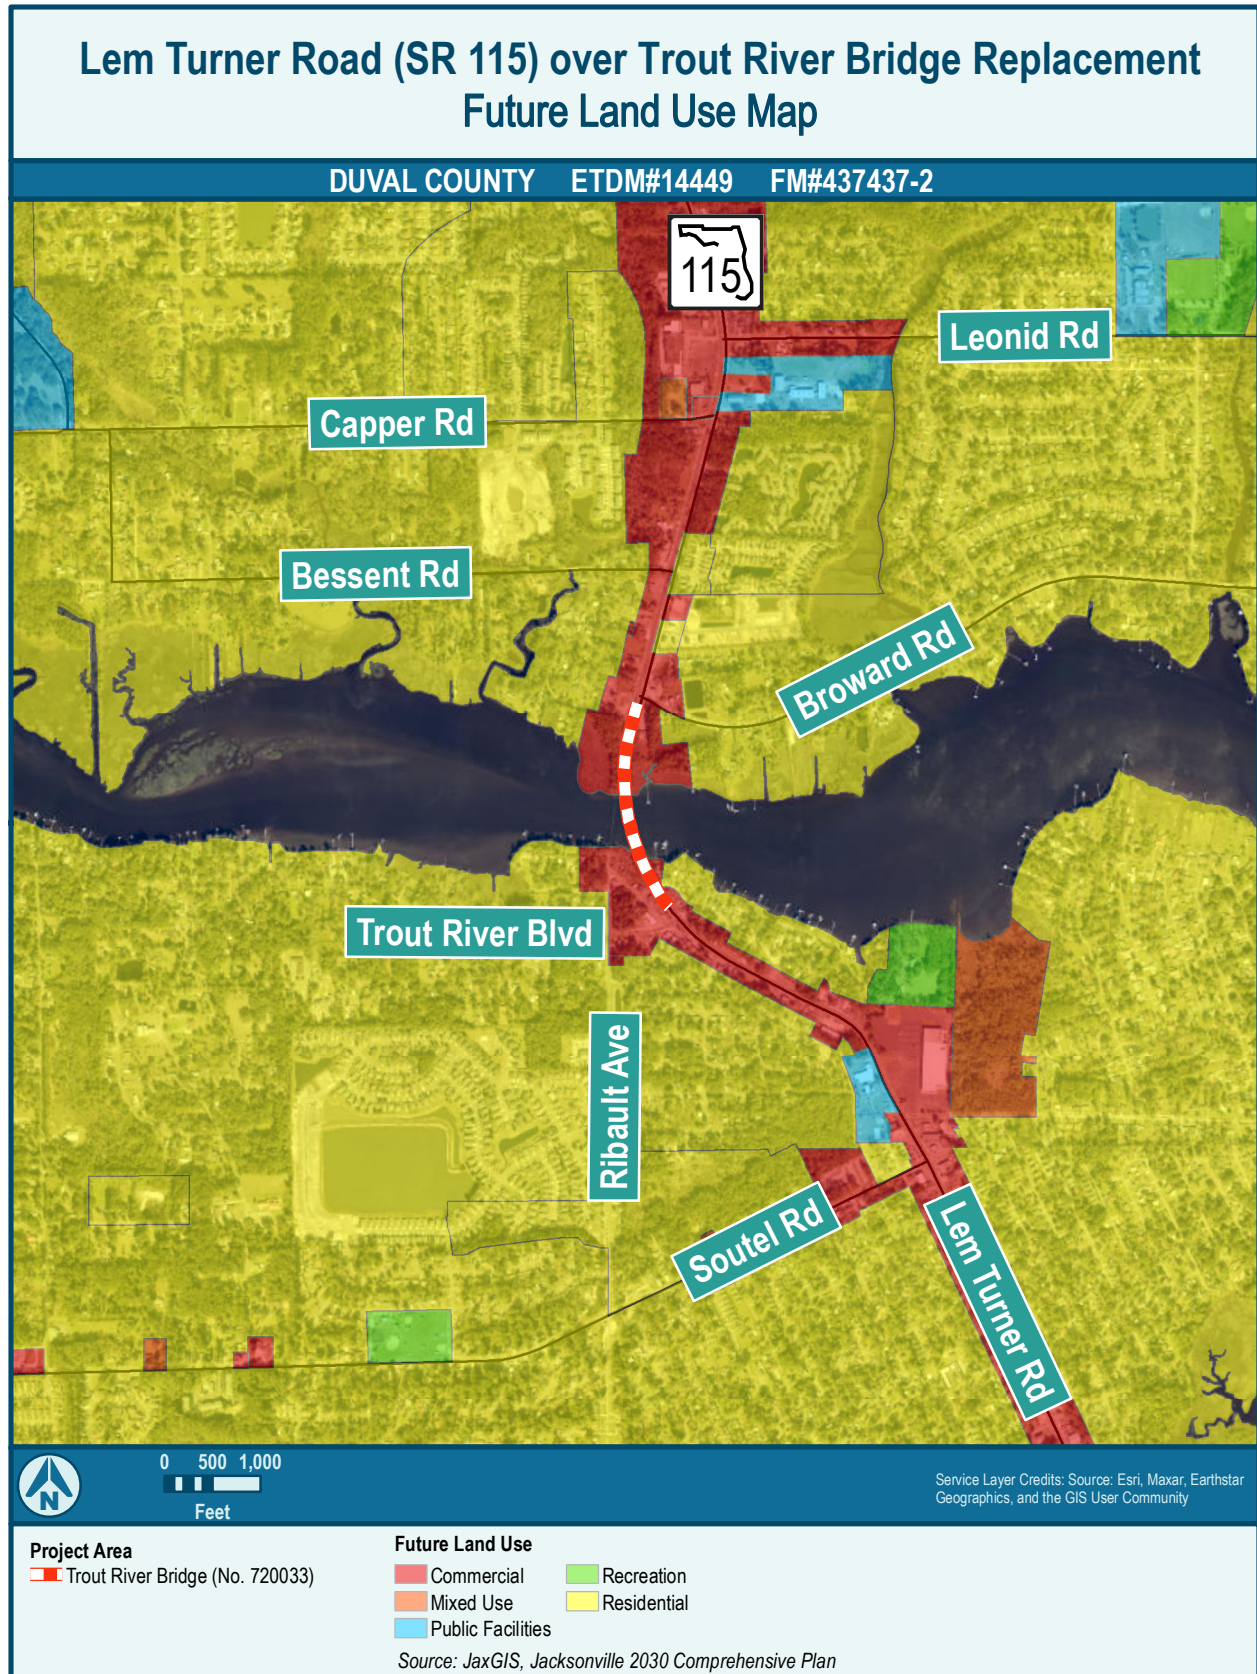 Lem Turner Road (SR 115) over Trout River Bridge Replacement
Future Land Use Map
DUVAL COUNTY ETDM#14449 FM#437437-2
115
Leonid Rd
Capper Rd
Bessent Rd
Broward Rd
Trout River Blvd
Ribault Ave
Soutel Rd
Lem Turner Rd
N
0 500 1,000
Feet
Service Layer Credits: Source: Esri, Maxar, Earthstar
Geographics, and the GIS User Community
Project Area
Trout River Bridge (No. 720033)
Future Land Use
Commercial
Mixed Use
Public Facilities
Recreation
Residential
Source: JaxGIS, Jacksonville 2030 Comprehensive Plan